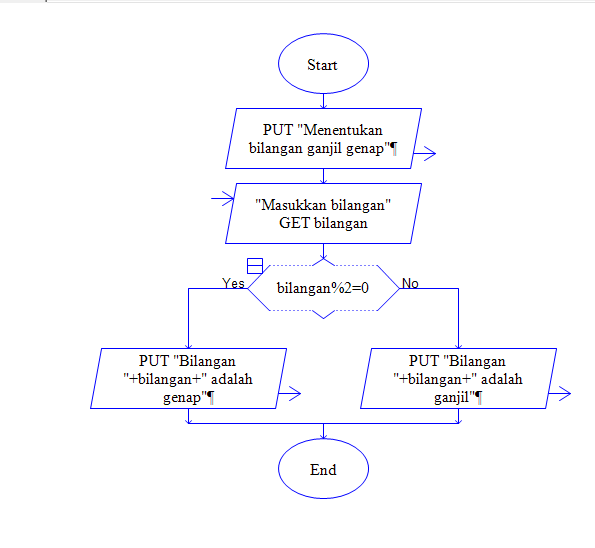 Start
PUT "Menentukan
bilangan ganjil genap"¶
"Masukkan bilangan"
GET bilangan
Yes
bilangan%2=0
No
PUT "Bilangan
"+bilangan+" adalah
genap"¶
PUT "Bilangan
"+bilangan+" adalah
ganjil"¶
End